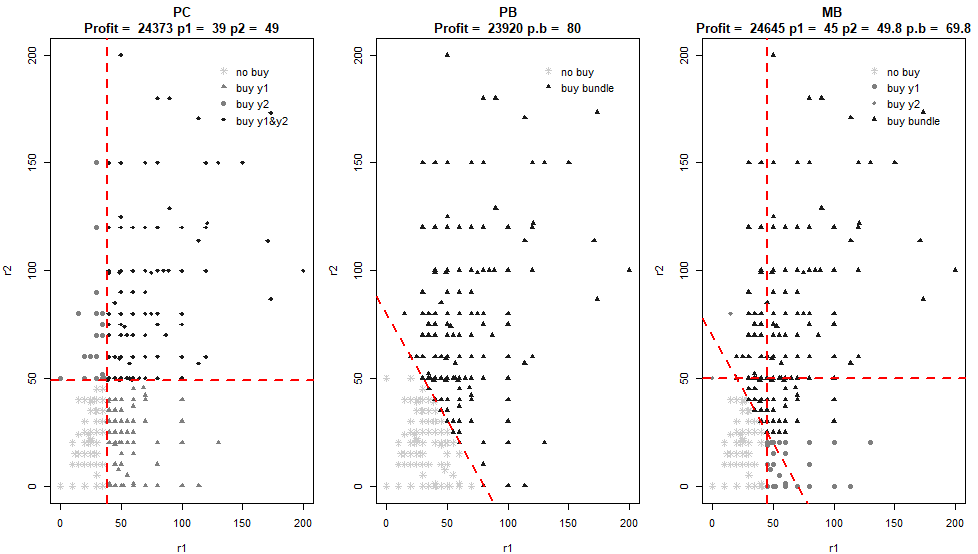 PC
Profit = 24373 p1 = 39 p2 = 49
no buy
buy y1
buy y2
buy y1&y2
200
150
100
50
0
r2
0 50 100 150 200
r1
PB
Profit = 23920 p.b = 80
no buy
buy bundle
200
150
100
50
0
r2
0 50 100 150 200
r1
MB
Profit = 24645 p1 = 45 p2 = 49.8 p.b = 69.8
no buy
buy y1
buy y2
buy bundle
200
150
100
50
0
r2
0 50 100 150 200
r1